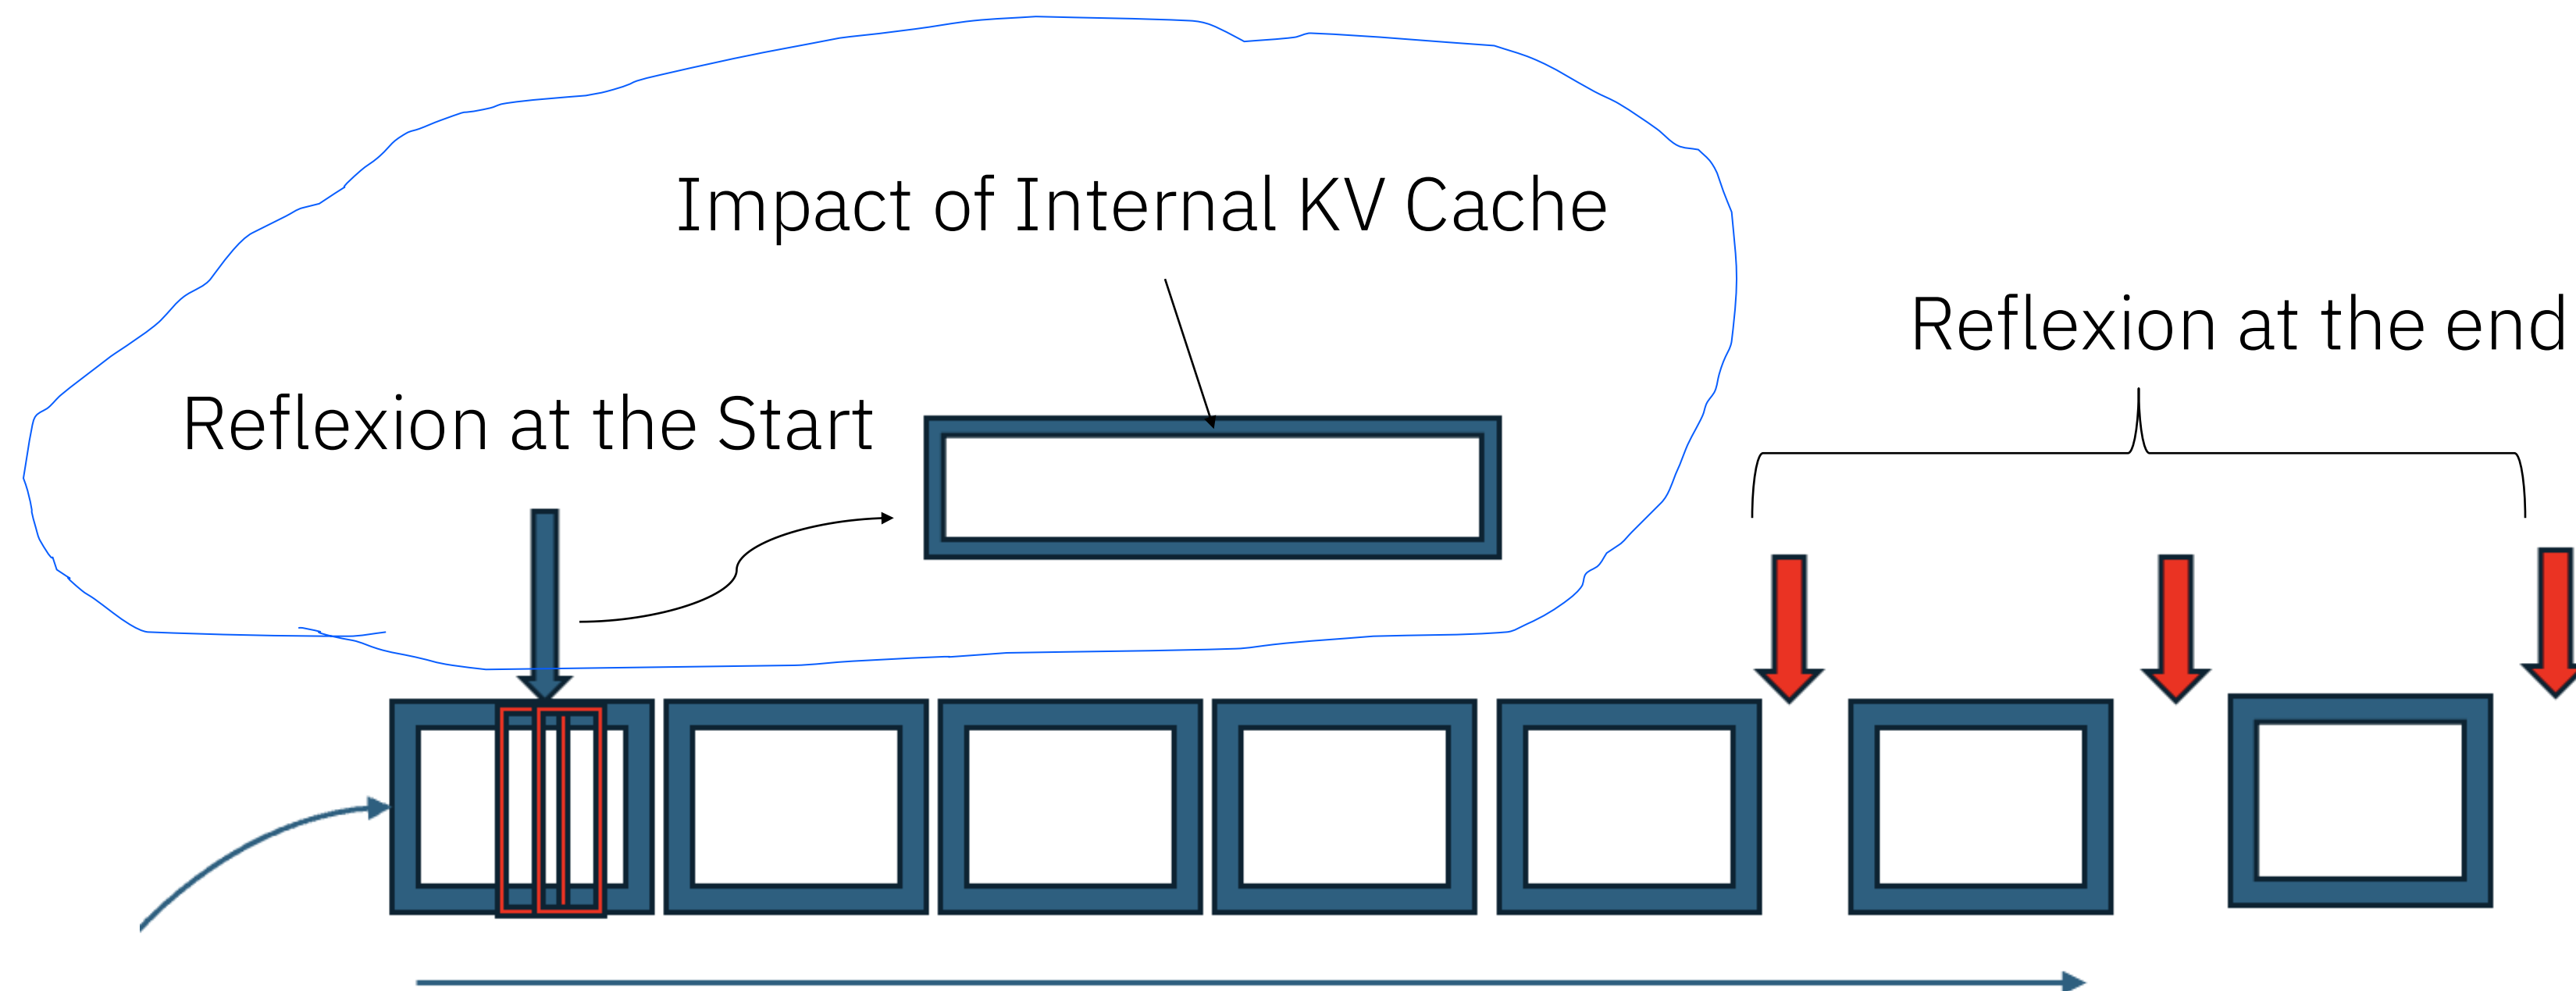 Impact of Internal KV Cache
Reflexion at the end
Reflexion at the Start